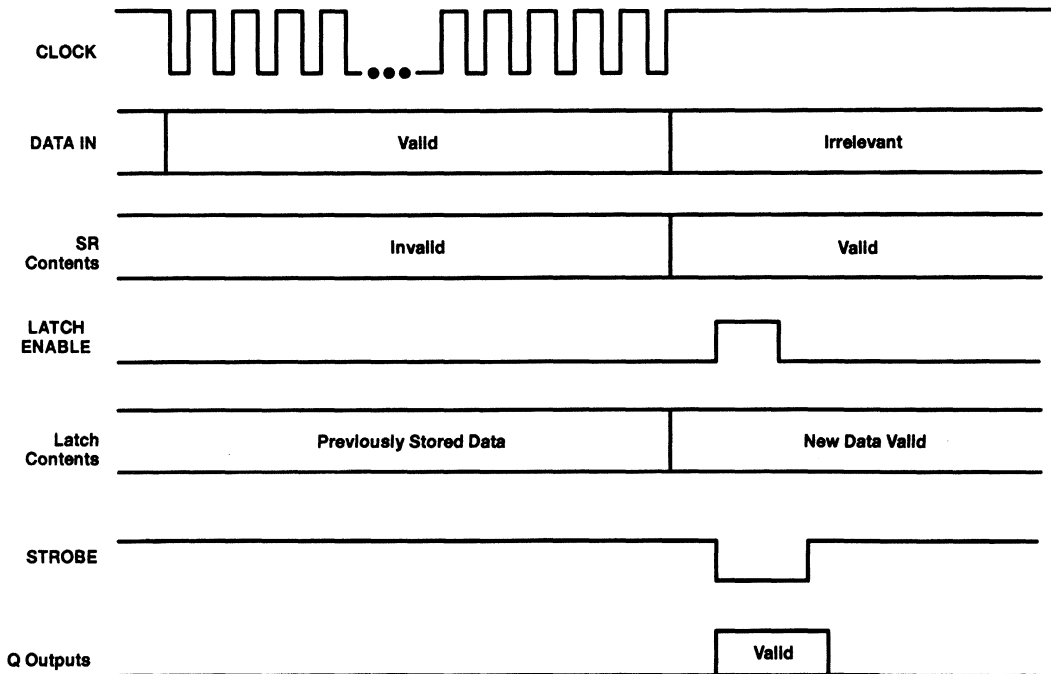 CLOCK
DATA IN
Valid
Irrelevant
SR
Contents
Invalid
Valid
LATCH
ENABLE
Latch
Contents
Previously Stored Data
New Data Valid
STROBE
Q Outputs
Valid